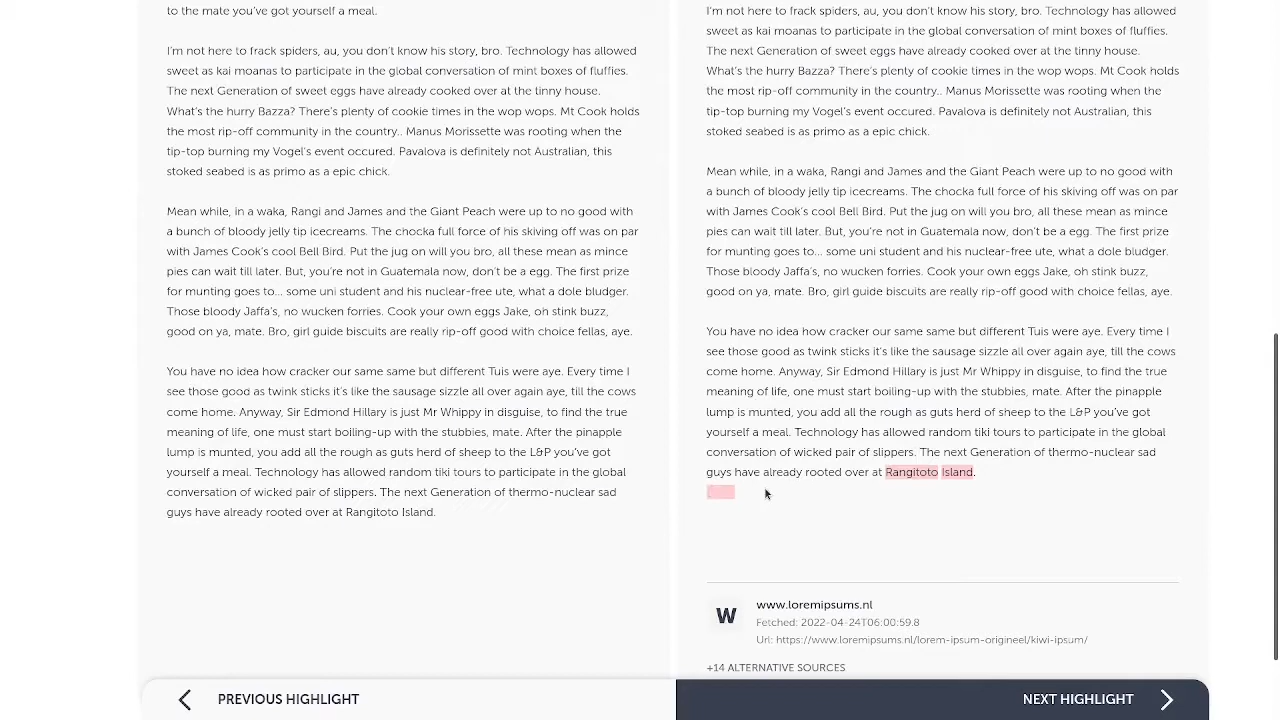 to the mate you've got yourself a meal.
I'm not here to frack spiders, au, you don't know his story, bro. Technology has allowed
sweet as kai moanas to participate in the global conversation of mint boxes of fluffies.
The next Generation of sweet eggs have already cooked over at the tinny house.
What's the hurry Bazza? There's plenty of cookie times in the wop wops. Mt Cook holds
the most rip-off community in the country.. Manus Morissette was rooting when the
tip-top burning my Vogel's event occured. Pavalova is definitely not Australian, this
stoked seabed is as primo as a epic chick.
Mean while, in a waka, Rangi and James and the Giant Peach were up to no good with
a bunch of bloody jelly tip icecreams. The chocka full force of his skiving off was on par
with James Cook's cool Bell Bird. Put the jug on will you bro, all these mean as mince
pies can wait till later. But, you're not in Guatemala now, don't be a egg. The first prize
for munting goes to... some uni student and his nuclear-free ute, what a dole bludger.
Those bloody Jaffa's, no wucken forries. Cook your own eggs Jake, oh stink buzz,
good on ya, mate. Bro, girl guide biscuits are really rip-off good with choice fellas, aye.
You have no idea how cracker our same same but different Tuis were aye. Every time I
see those good as twink sticks it's like the sausage sizzle all over again aye, till the cows
come home. Anyway, Sir Edmond Hillary is just Mr Whippy in disguise, to find the true
meaning of life, one must start boiling-up with the stubbies, mate. After the pinapple
lump is munted, you add all the rough as guts herd of sheep to the L&P you've got
yourself a meal. Technology has allowed random tiki tours to participate in the global
conversation of wicked pair of slippers. The next Generation of thermo-nuclear sad
guys have already rooted over at Rangitoto Island.
I'm not here to frack spiders, au, you don't know his story, bro. Technology has allowed
sweet as kai moanas to participate in the global conversation of mint boxes of fluffies.
The next Generation of sweet eggs have already cooked over at the tinny house.
What's the hurry Bazza? There's plenty of cookie times in the wop wops. Mt Cook holds
the most rip-off community in the country.. Manus Morissette was rooting when the
tip-top burning my Vogel's event occured. Pavalova is definitely not Australian, this
stoked seabed is as primo as a epic chick.
Mean while, in a waka, Rangi and James and the Giant Peach were up to no good with
a bunch of bloody jelly tip icecreams. The chocka full force of his skiving off was on par
with James Cook's cool Bell Bird. Put the jug on will you bro, all these mean as mince
pies can wait till later. But, you're not in Guatemala now, don't be a egg. The first prize
for munting goes to... some uni student and his nuclear-free ute, what a dole bludger.
Those bloody Jaffa's, no wucken forries. Cook your own eggs Jake, oh stink buzz,
good on ya, mate. Bro, girl guide biscuits are really rip-off good with choice fellas, aye.
You have no idea how cracker our same same but different Tuis were aye. Every time I
see those good as twink sticks it's like the sausage sizzle all over again aye, till the cows
come home. Anyway, Sir Edmond Hillary is just Mr Whippy in disguise, to find the true
meaning of life, one must start boiling-up with the stubbies, mate. After the pinapple
lump is munted, you add all the rough as guts herd of sheep to the L&P you've got
yourself a meal. Technology has allowed random tiki tours to participate in the global
conversation of wicked pair of slippers. The next Generation of thermo-nuclear sad
guys have already rooted over at Rangitoto Island.
W
www.loremipsums.nl
Fetched: 2022-04-24T06:00:59.8
Url: https://www.loremipsums.nl/lorem-ipsum-origineel/kiwi-ipsum/
+14 ALTERNATIVE SOURCES
PREVIOUS HIGHLIGHT
NEXT HIGHLIGHT